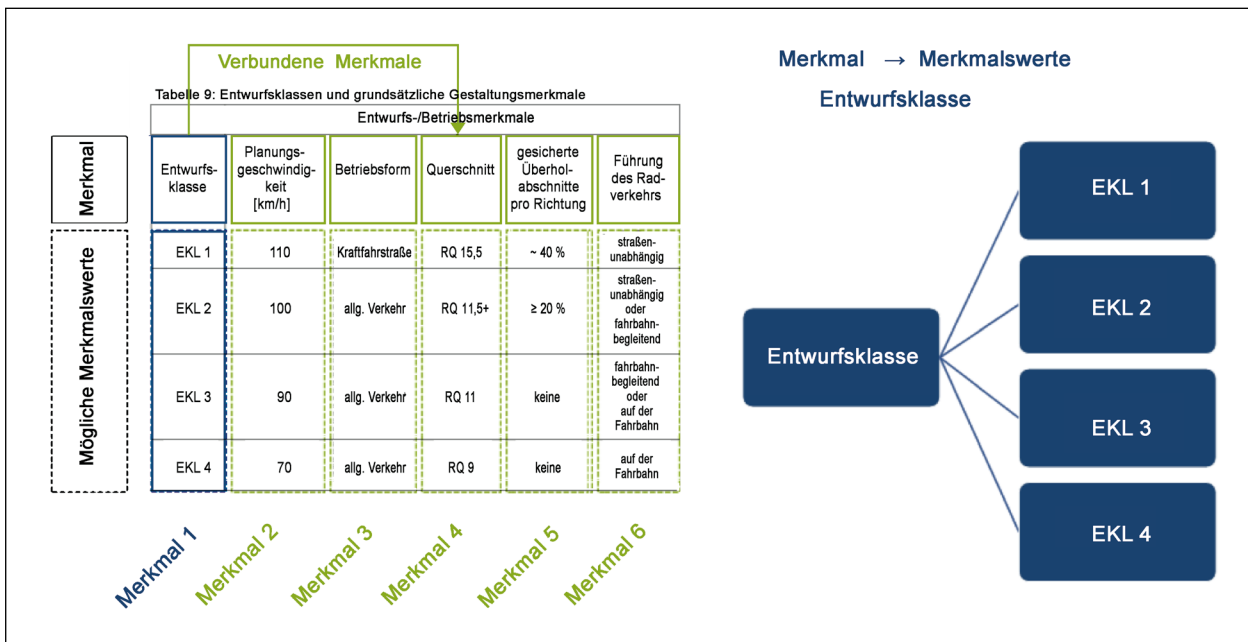 Verbundene Merkmale
Tabelle 9: Entwurfsklassen und grundsätzliche Gestaltungsmerkmale
Entwurfs-/Betriebsmerkmale
Merkmal
Entwurfs-
klasse
Planungs-
geschwindig-
keit
[km/h]
Betriebsform
Querschnitt
gesicherte
Überhol-
abschnitte
pro Richtung
Führung
des Rad-
verkehrs
Mögliche Merkmalswerte
EKL 1
110
Kraftfahrstraße
RQ 15,5
~ 40 %
straßen-
unabhängig
EKL 2
100
allg. Verkehr
RQ 11,5+
≥ 20 %
straßen-
unabhängig
oder
fahrbahn-
begleitend
EKL 3
90
allg. Verkehr
RQ 11
keine
fahrbahn-
begleitend
oder
auf der
Fahrbahn
EKL 4
70
allg. Verkehr
RQ 9
keine
auf der
Fahrbahn
Merkmal 1
Merkmal 2
Merkmal 3
Merkmal 4
Merkmal 5
Merkmal 6
Merkmal → Merkmalswerte
Entwurfsklasse
Entwurfsklasse
EKL 1
EKL 2
EKL 3
EKL 4